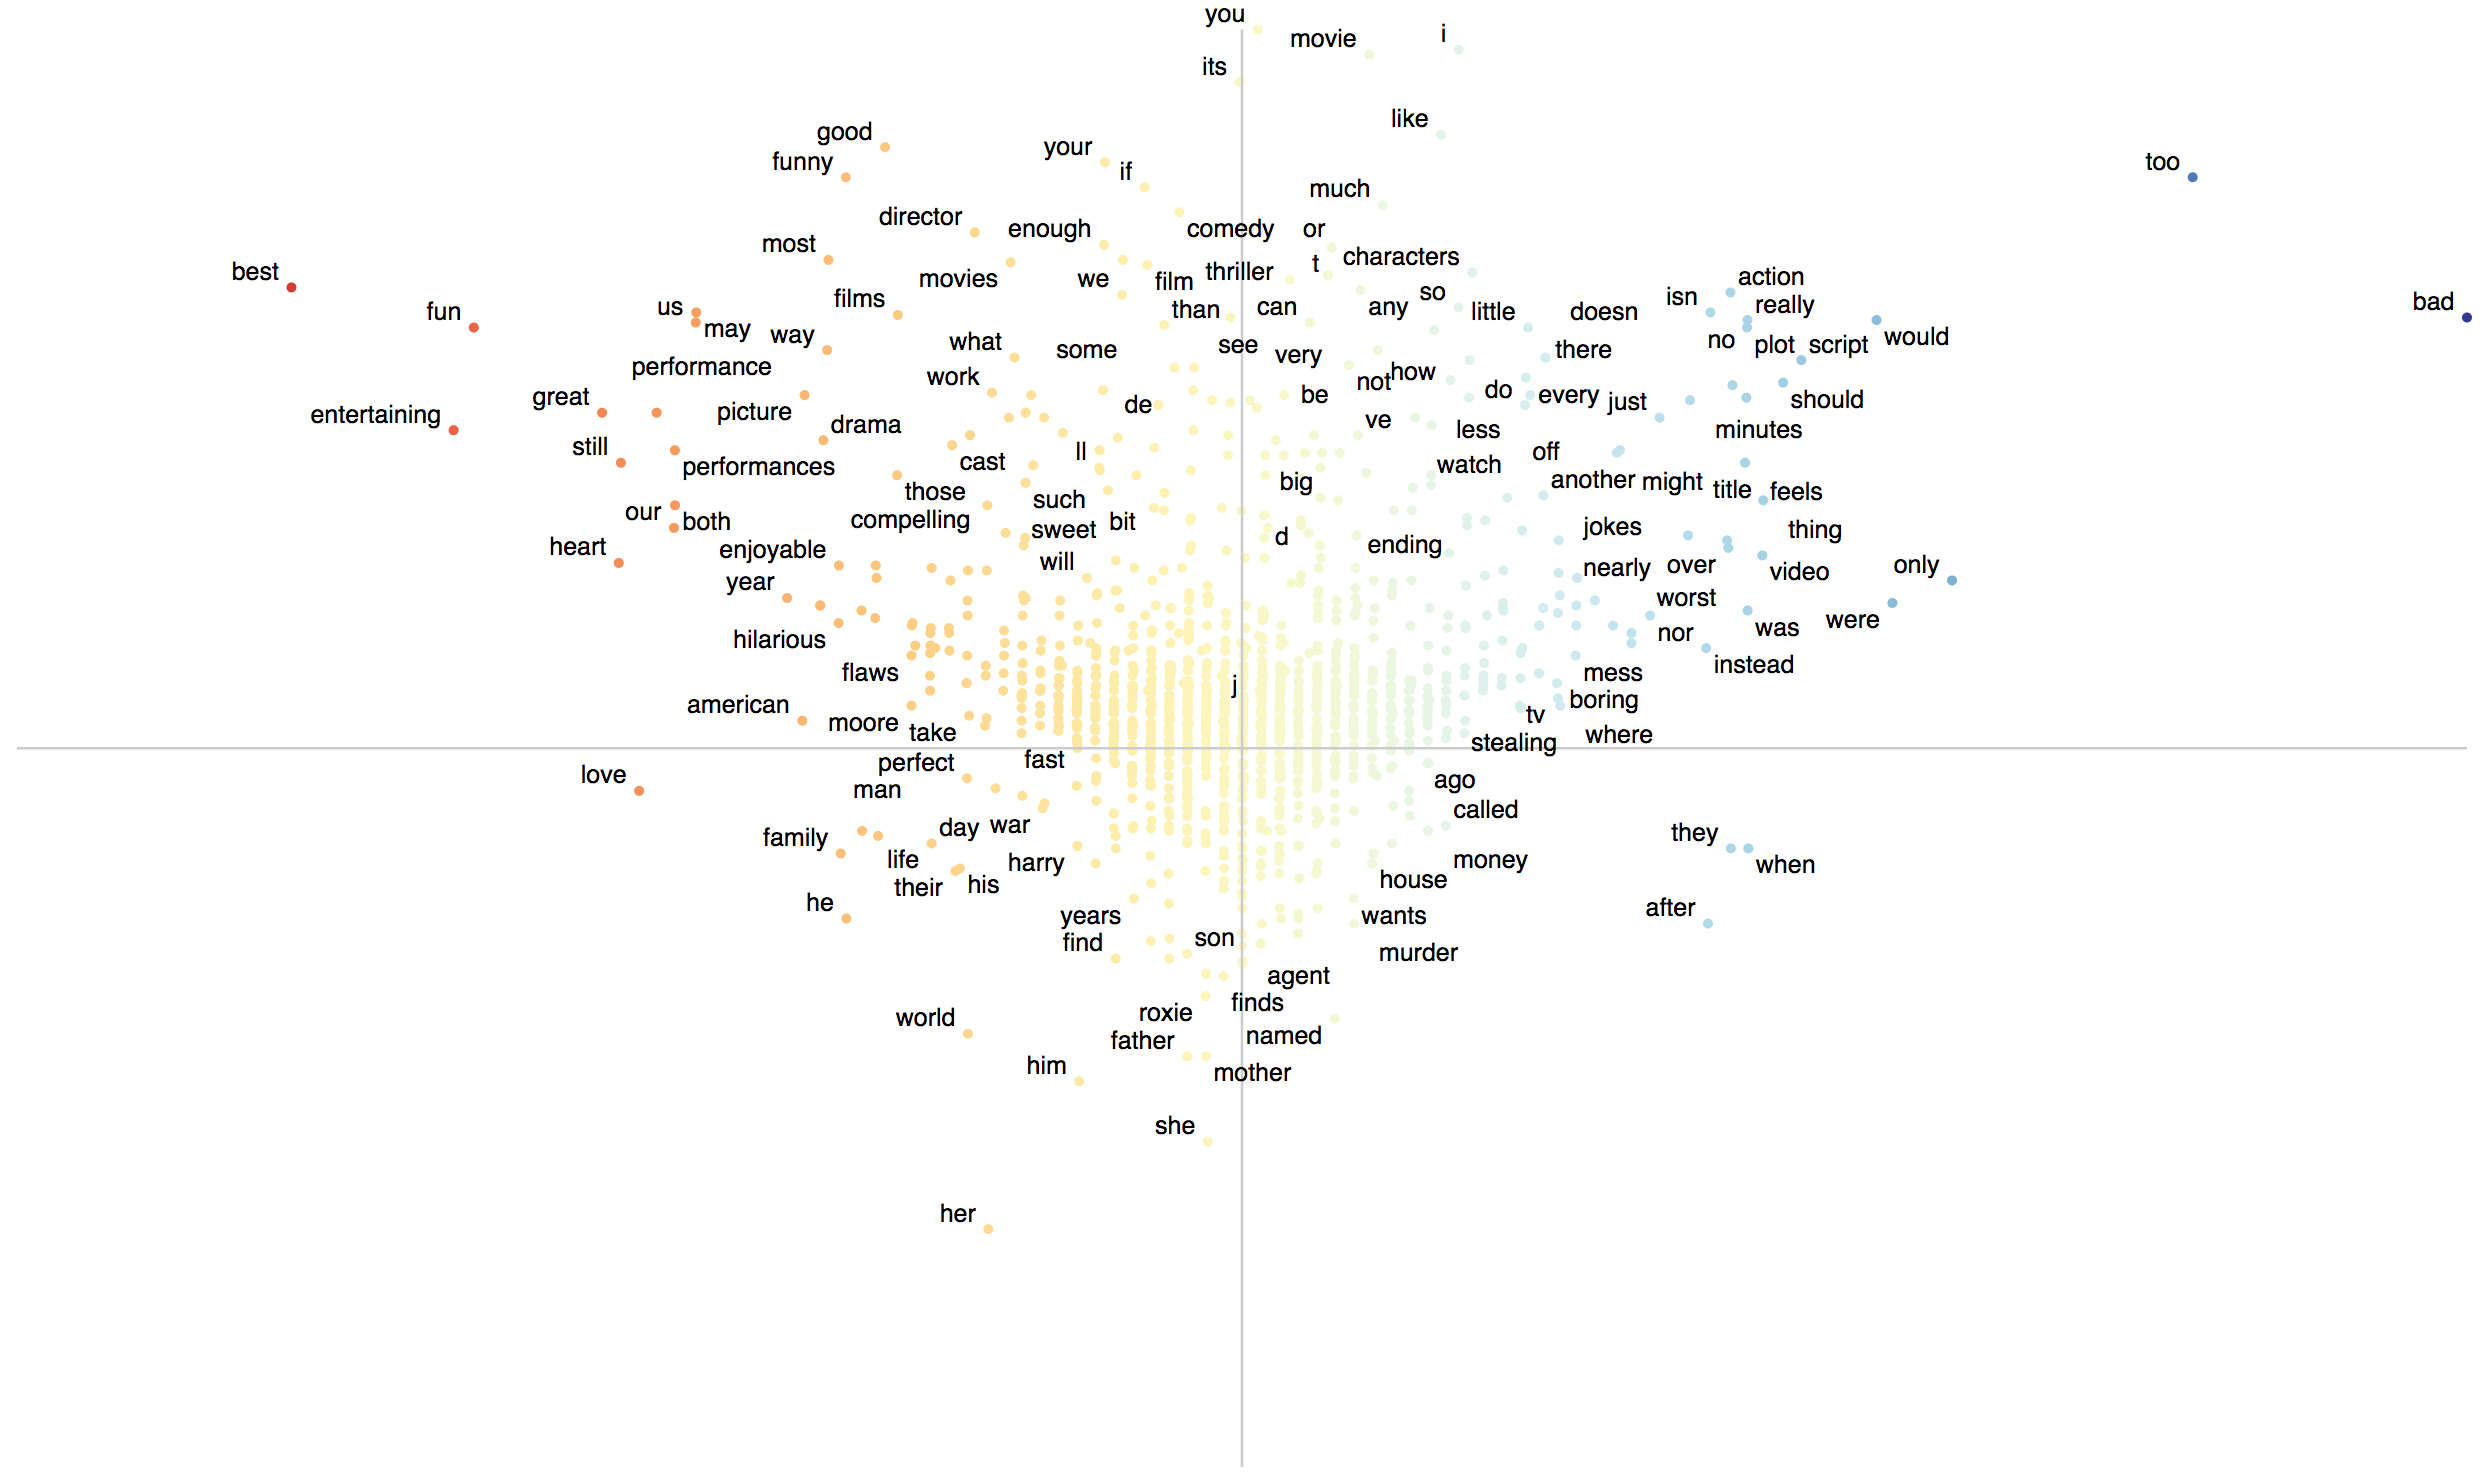 you
movie
i
its
like
good
your
funny
if
too
much
director
enough
comedy
or
most
characters
best
movies
we
film
thriller
t
action
films
so
isn
really
bad
fun
us
may
way
than
can
any
little
doesn
no
plot
script
would
what
some
see
very
there
performance
work
not
how
great
picture
de
be
do
every
just
should
entertaining
drama
ve
less
minutes
still
performances
cast
ll
watch
off
those
such
big
another
might
title
feels
our
both
compelling
sweet
bit
d
jokes
thing
heart
enjoyable
will
ending
nearly
over
video
only
year
worst
hilarious
nor
was
were
flaws
j
mess
instead
american
moore
take
tv
boring
stealing
where
perfect
fast
love
man
ago
called
family
day
war
they
life
harry
money
when
their
his
house
he
years
wants
after
find
son
murder
agent
world
roxie
finds
father
named
him
mother
she
her